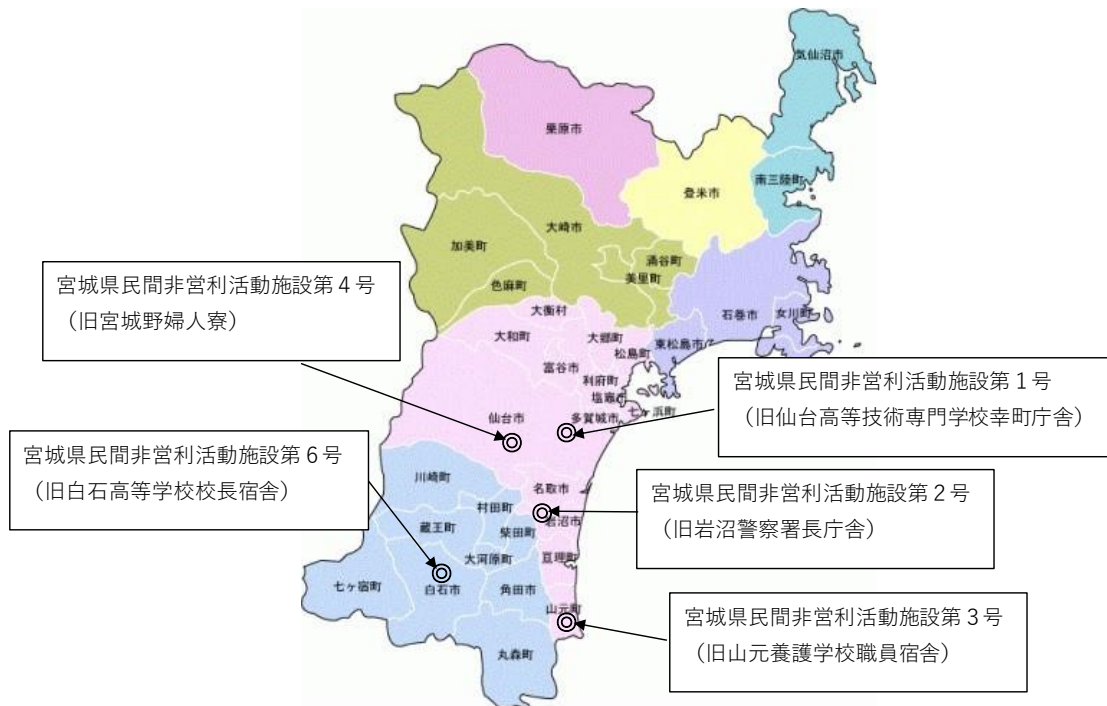 気仙沼市
栗原市
登米市
南三陸町
大崎市
加美町
涌谷町
美里町
色麻町
宮城県民間非営利活動施設第４号
（旧宮城野婦人寮）
大衡村
石巻市
女川町
大和町
大郷町
東松島市
松島町
富谷市
利府町
塩竈市
七ヶ浜町
仙台市
多賀城市
宮城県民間非営利活動施設第１号
（旧仙台高等技術専門学校幸町庁舎）
宮城県民間非営利活動施設第６号
（旧白石高等学校校長宿舎）
川崎町
名取市
宮城県民間非営利活動施設第２号
（旧岩沼警察署長庁舎）
村田町
岩沼市
蔵王町
柴田町
大河原町
亘理町
七ヶ宿町
白石市
角田市
山元町
宮城県民間非営利活動施設第３号
（旧山元養護学校職員宿舎）
丸森町